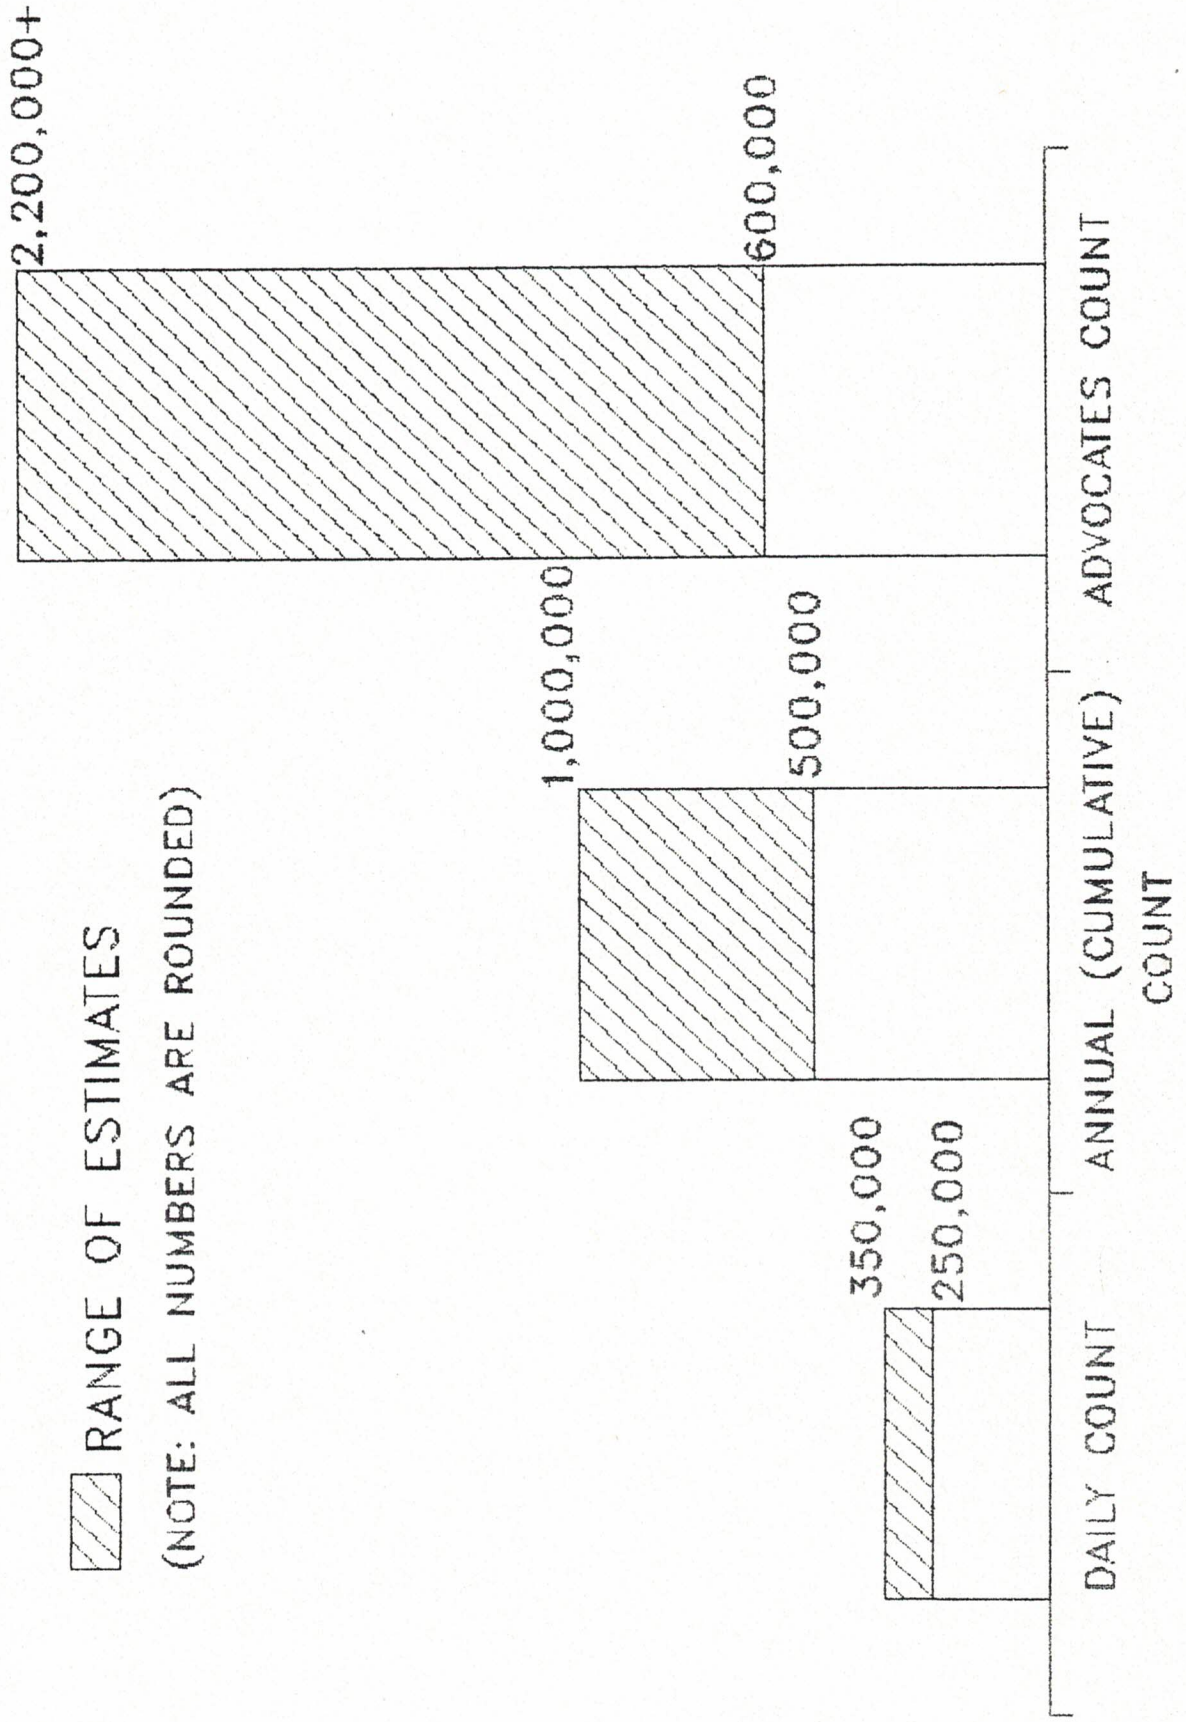 RANGE OF ESTIMATES
(NOTE: ALL NUMBERS ARE ROUNDED)
2,200,000+
600,000
1,000,000
500,000
350,000
250,000
DAILY COUNT
ANNUAL (CUMULATIVE)
COUNT
ADVOCATES COUNT